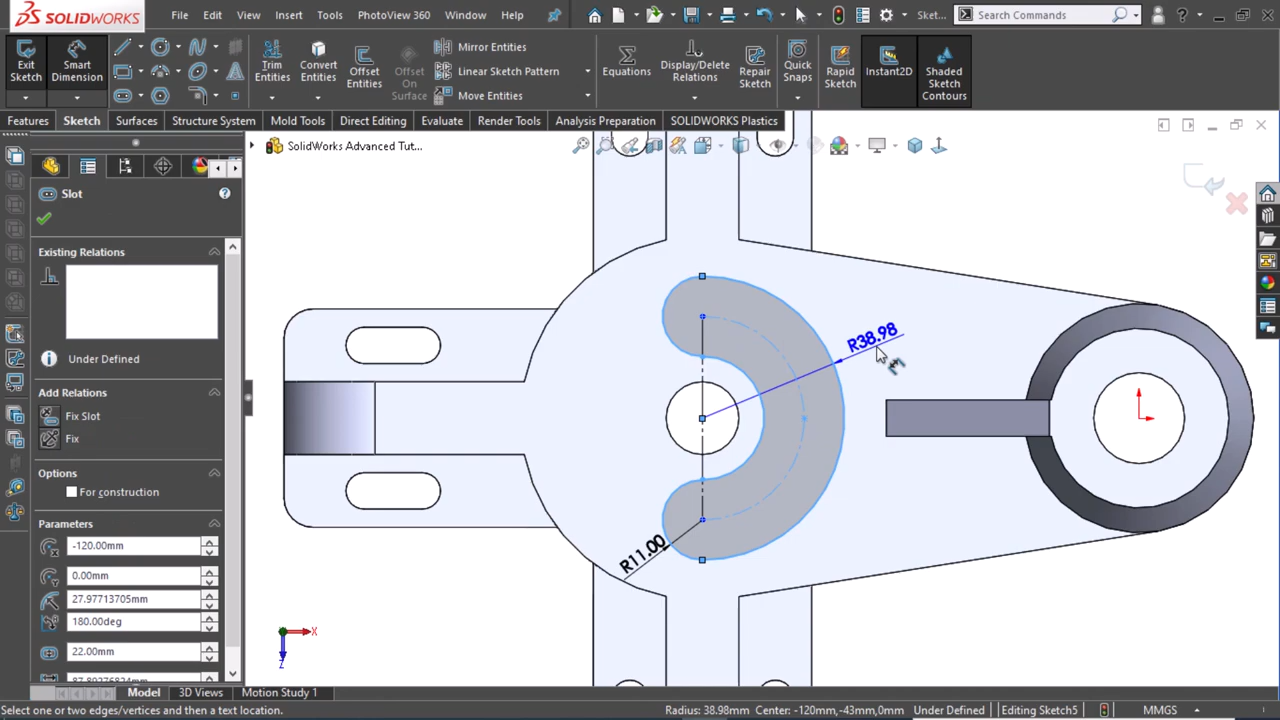 SOLIDWORKS
File Edit View Insert Tools PhotoView 360 Window Help
Sket...
Search Commands
Exit Sketch
Smart Dimension
Trim Entities
Convert Entities
Offset Entities
Offset On Surface
Mirror Entities
Linear Sketch Pattern
Move Entities
Equations
Display/Delete Relations
Repair Sketch
Quick Snaps
Rapid Sketch
Instant2D
Shaded Sketch Contours
Features Sketch Surfaces Structure System Mold Tools Direct Editing Evaluate Render Tools Analysis Preparation SOLIDWORKS Plastics
SolidWorks Advanced Tut...
Slot
Existing Relations
Under Defined
Add Relations
Fix Slot
Fix
Options
For construction
Parameters
-120.00mm
0.00mm
27.97713705mm
180.00deg
22.00mm
R38.98
R11.00
X
Z
Model 3D Views Motion Study 1
Select one or two edges/vertices and then a text location.
Radius: 38.98mm Center: -120mm,-43mm,0mm Under Defined Editing Sketch5 MMGS